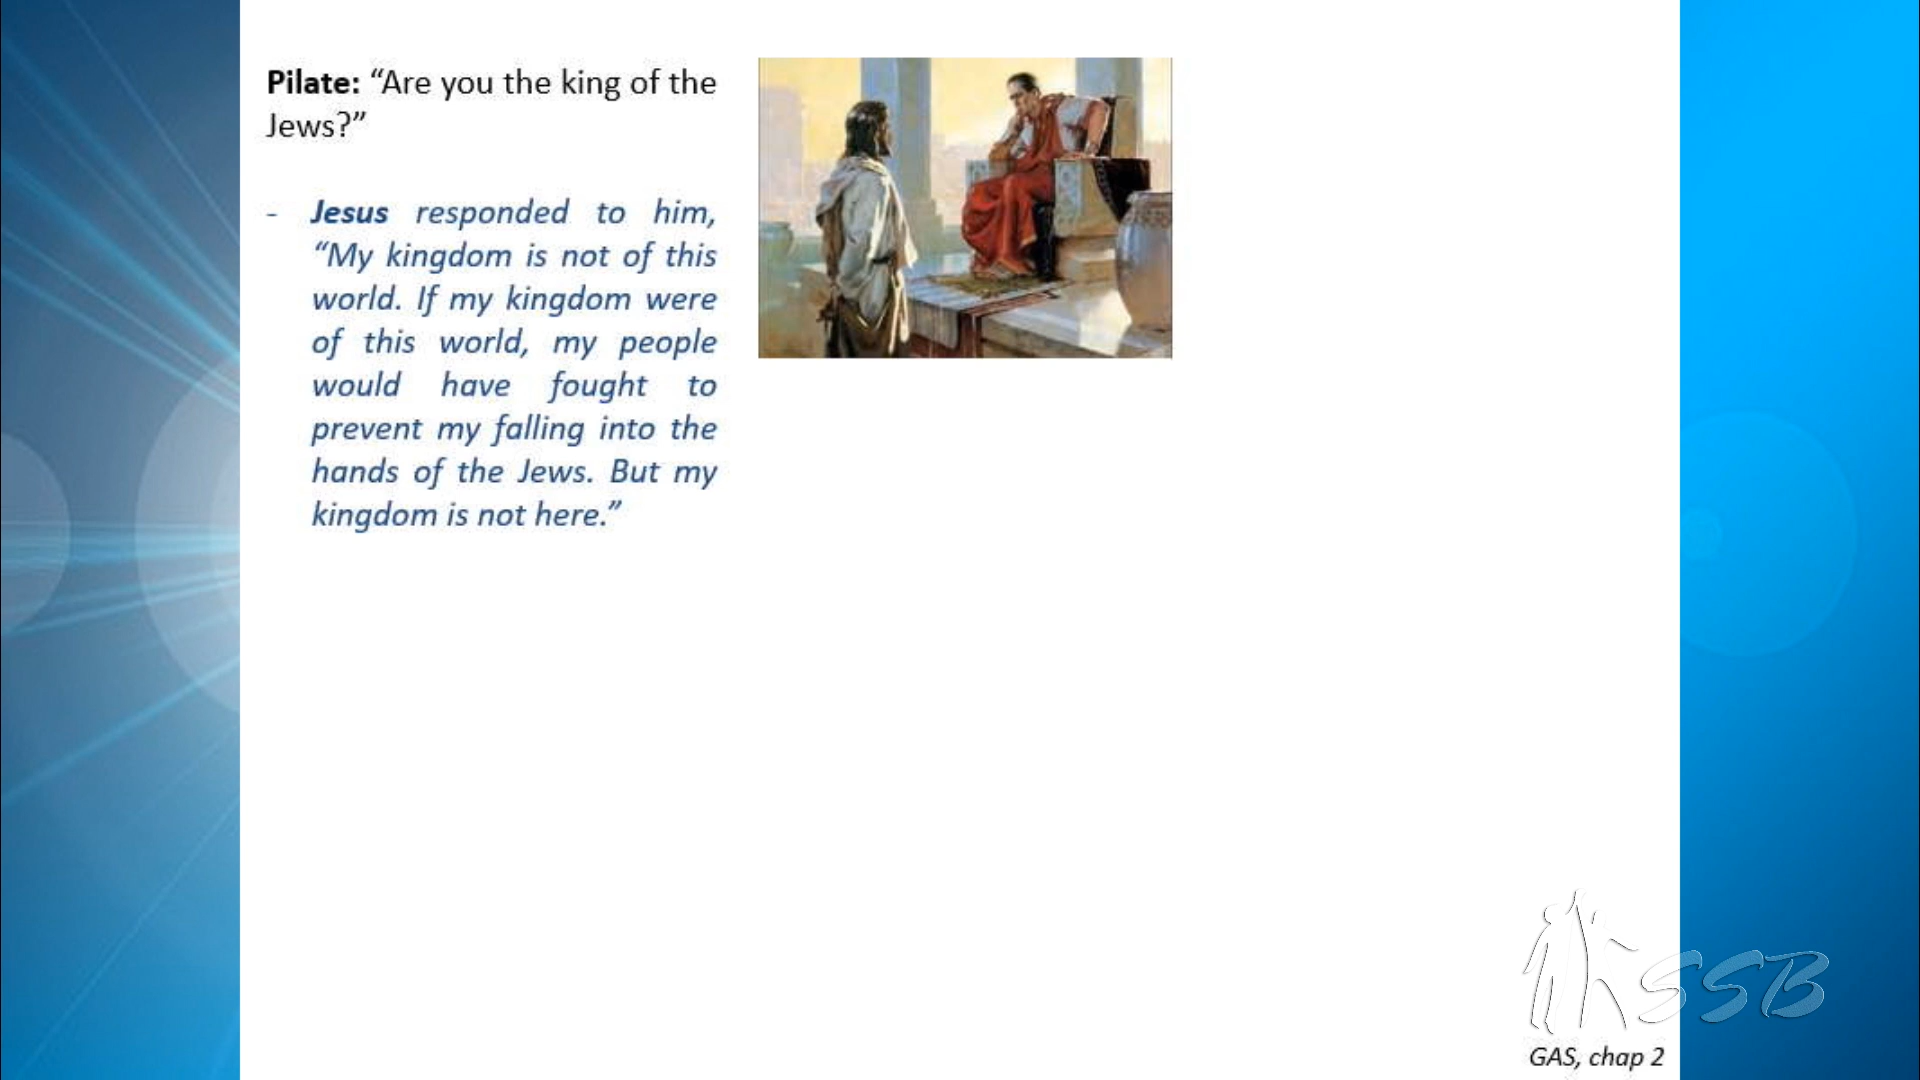 Pilate: “Are you the king of the
Jews?”
- Jesus responded to him,
“My kingdom is not of this
world. If my kingdom were
of this world, my people
would have fought to
prevent my falling into the
hands of the Jews. But my
kingdom is not here.”
SSB
GAS, chap 2